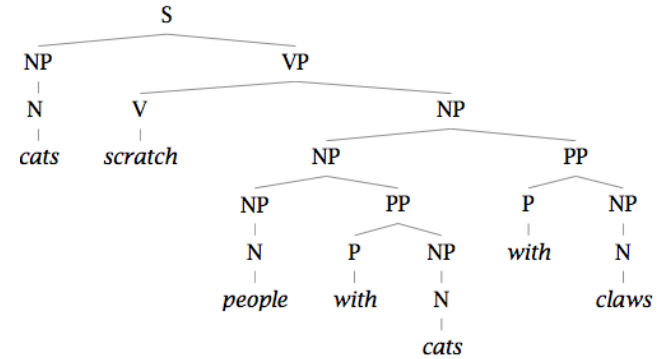 S
NP VP
N V NP
cats scratch NP PP
NP PP P NP
N P NP with N
people with N claws
cats